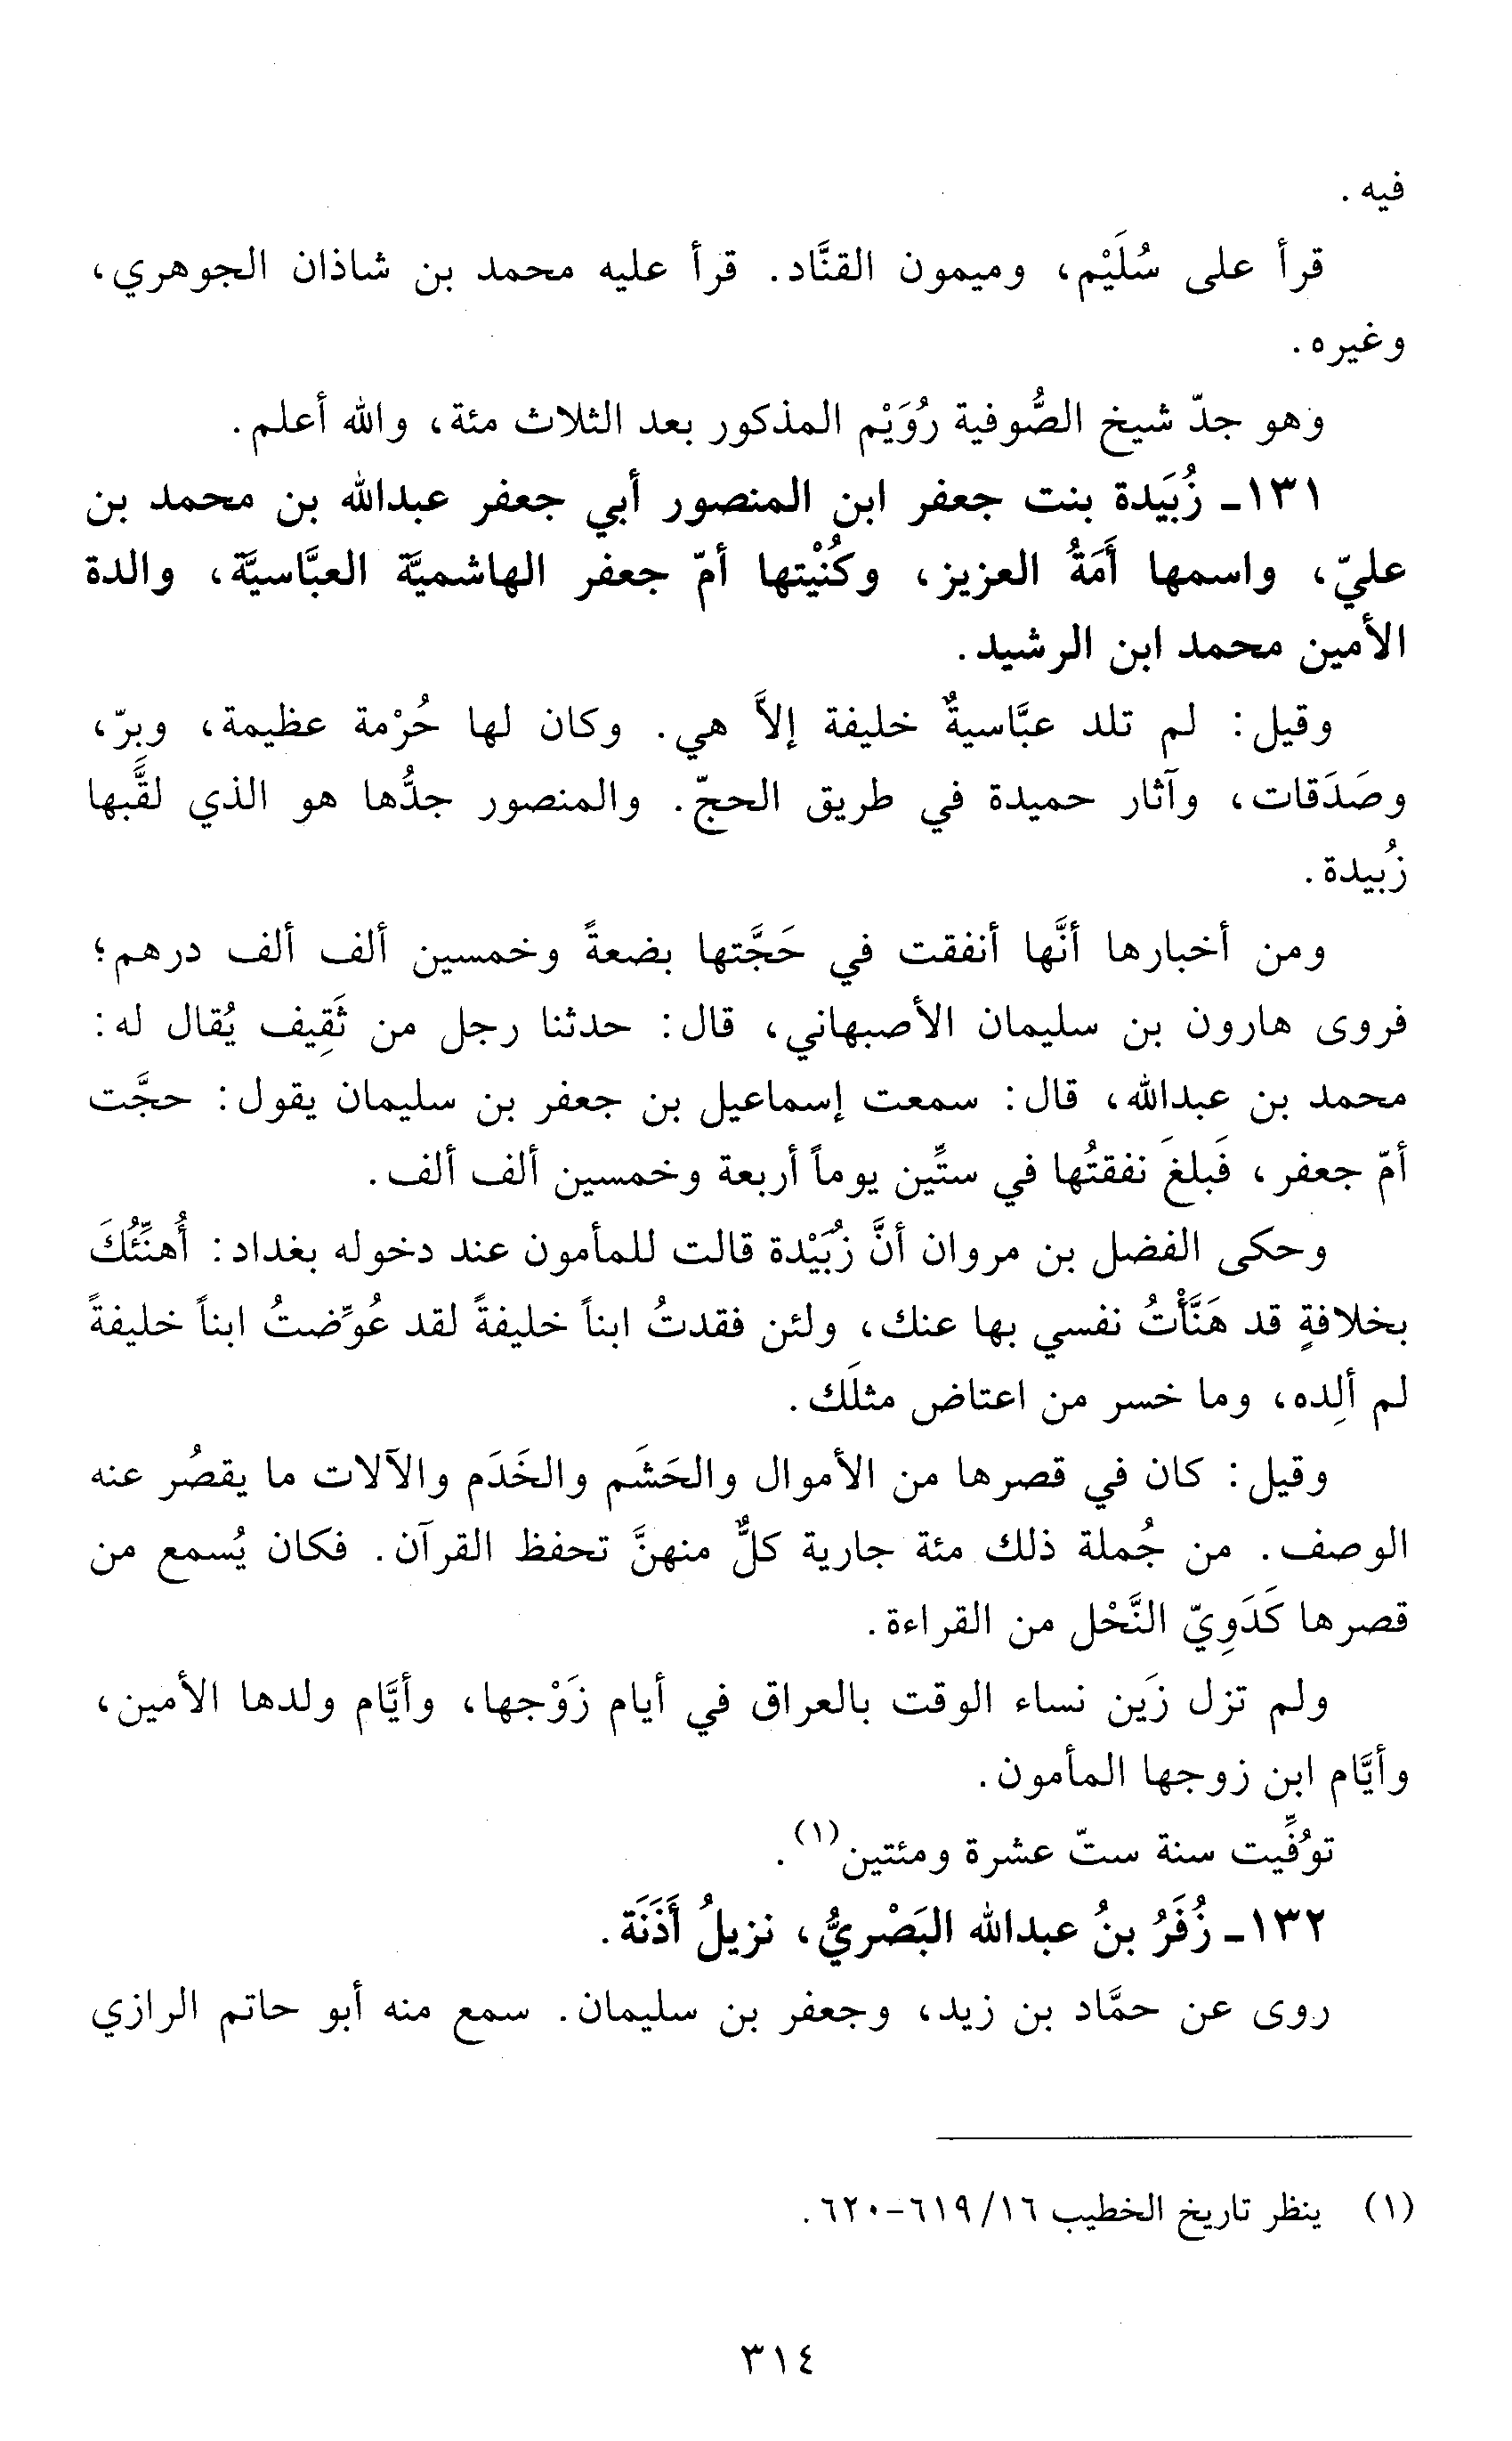 فيه.
قرأ على سُلَيْم، وميمون القنَّاد. قرأ عليه محمد بن شاذان الجوهري،
وغيره.
وهو جدّ شيخ الصُّوفية رُوَيْم المذكور بعد الثلاث مئة، والله أعلم.
١٣١ـ زُبَيدة بنت جعفر ابن المنصور أبي جعفر عبدالله بن محمد بن
عليّ، واسمها أَمَةُ العزيز، وكُنْيتها أمّ جعفر الهاشميَّة العبَّاسيَّة، والدة
الأمين محمد ابن الرشيد.
وقيل: لم تلد عبَّاسيةٌ خليفة إلاَّ هي. وكان لها حُرْمة عظيمة، وبرّ،
وصَدَقات، وآثار حميدة في طريق الحجّ. والمنصور جدُّها هو الذي لقَّبها
زُبيدة.
ومن أخبارها أنَّها أنفقت في حَجَّتها بضعةً وخمسين ألف ألف درهم؛
فروى هارون بن سليمان الأصبهاني، قال: حدثنا رجل من ثَقِيف يُقال له:
محمد بن عبدالله، قال: سمعت إسماعيل بن جعفر بن سليمان يقول: حجَّت
أمّ جعفر، فَبلغَ نفقتُها في ستِّين يوماً أربعة وخمسين ألف ألف.
وحكى الفضل بن مروان أنَّ زُبَيْدة قالت للمأمون عند دخوله بغداد: أُهنِّئُكَ
بخلافةٍ قد هَنَّأْتُ نفسي بها عنك، ولئن فقدتُ ابناً خليفةً لقد عُوِّضتُ ابناً خليفةً
لم ألِده، وما خسر من اعتاض مثلَك.
وقيل: كان في قصرها من الأموال والحَشَم والخَدَم والآلات ما يقصُر عنه
الوصف. من جُملة ذلك مئة جارية كلٌّ منهنَّ تحفظ القرآن. فكان يُسمع من
قصرها كَدَوِيّ النَّحْل من القراءة.
ولم تزل زَين نساء الوقت بالعراق في أيام زَوْجها، وأيَّام ولدها الأمين،
وأيَّام ابن زوجها المأمون.
توُفِّيت سنة ستّ عشرة ومئتين(١).
١٣٢ـ زُفَرُ بنُ عبدالله البَصْريُّ، نزيلُ أَذَنَة.
روى عن حمَّاد بن زيد، وجعفر بن سليمان. سمع منه أبو حاتم الرازي
(١) ينظر تاريخ الخطيب ١٦/ ٦١٩-٦٢٠.
٣١٤